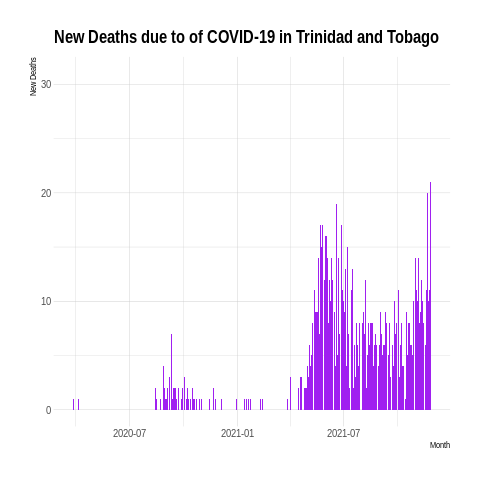 New Deaths due to of COVID-19 in Trinidad and Tobago
New Deaths
30
20
10
0
2020-07 2021-01 2021-07
Month